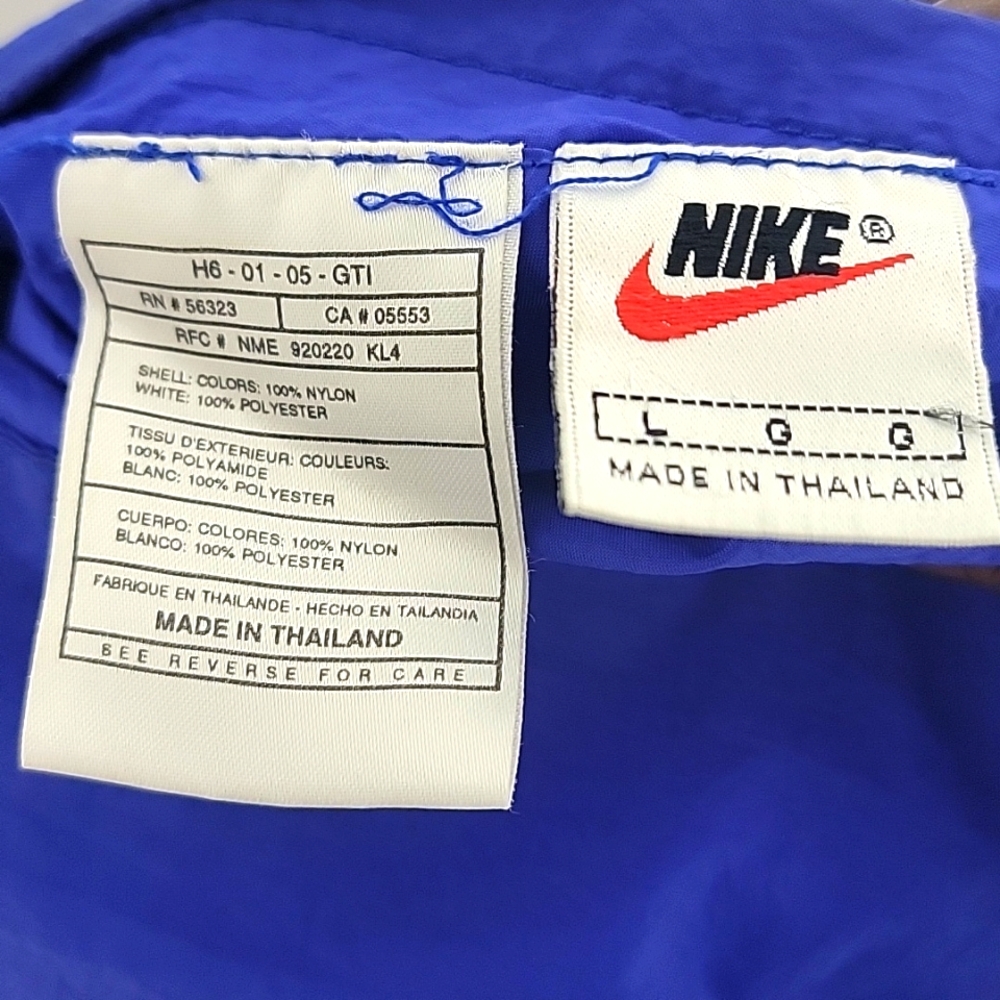 H6 - 01 - 05 - GTI
RN # 56323 CA # 05553
RFC # NME 920220 KL4
SHELL: COLORS: 100% NYLON
WHITE: 100% POLYESTER
TISSU D'EXTERIEUR: COULEURS:
100% POLYAMIDE
BLANC: 100% POLYESTER
CUERPO: COLORES: 100% NYLON
BLANCO: 100% POLYESTER
FABRIQUE EN THAILANDE - HECHO EN TAILANDIA
MADE IN THAILAND
SEE REVERSE FOR CARE
NIKE®
L G G
MADE IN THAILAND